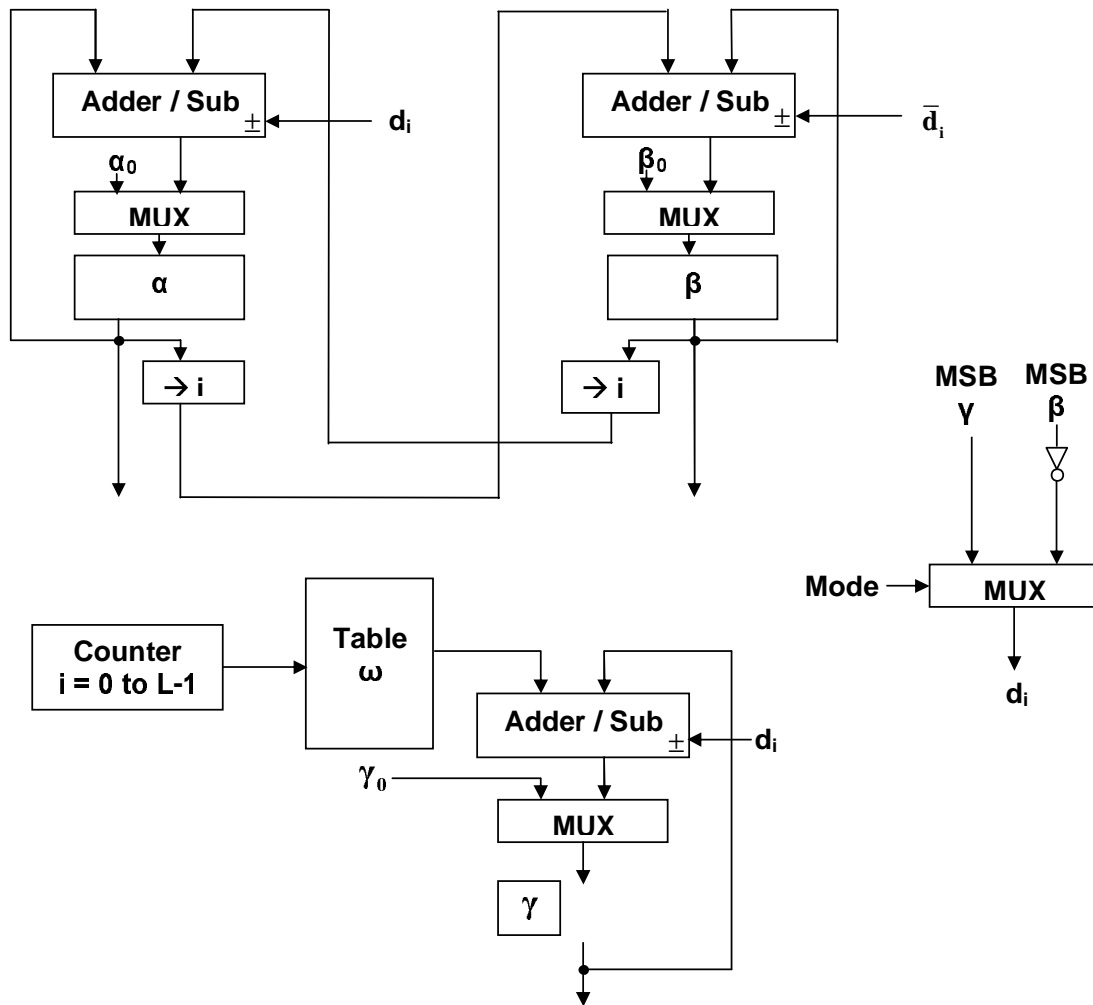 Adder / Sub
±
dᵢ
α₀
MUX
α
→ i
Adder / Sub
±
d̄ᵢ
β₀
MUX
β
→ i
MSB
γ
MSB
β
Mode
MUX
dᵢ
Counter
i = 0 to L-1
Table
ω
Adder / Sub
±
dᵢ
γ₀
MUX
γ